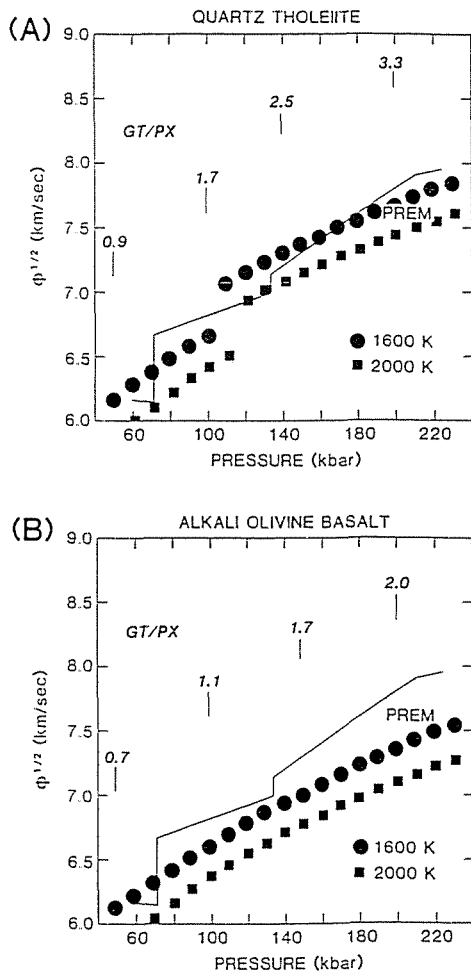 (A)
QUARTZ THOLEIITE
9.0
8.5
8.0
7.5
7.0
6.5
6.0
Φ¹/² (km/sec)
3.3
2.5
GT/PX
1.7
0.9
PREM
1600 K
2000 K
60 100 140 180 220
PRESSURE (kbar)
(B)
ALKALI OLIVINE BASALT
9.0
8.5
8.0
7.5
7.0
6.5
6.0
Φ¹/² (km/sec)
2.0
1.7
GT/PX
1.1
0.7
PREM
1600 K
2000 K
60 100 140 180 220
PRESSURE (kbar)